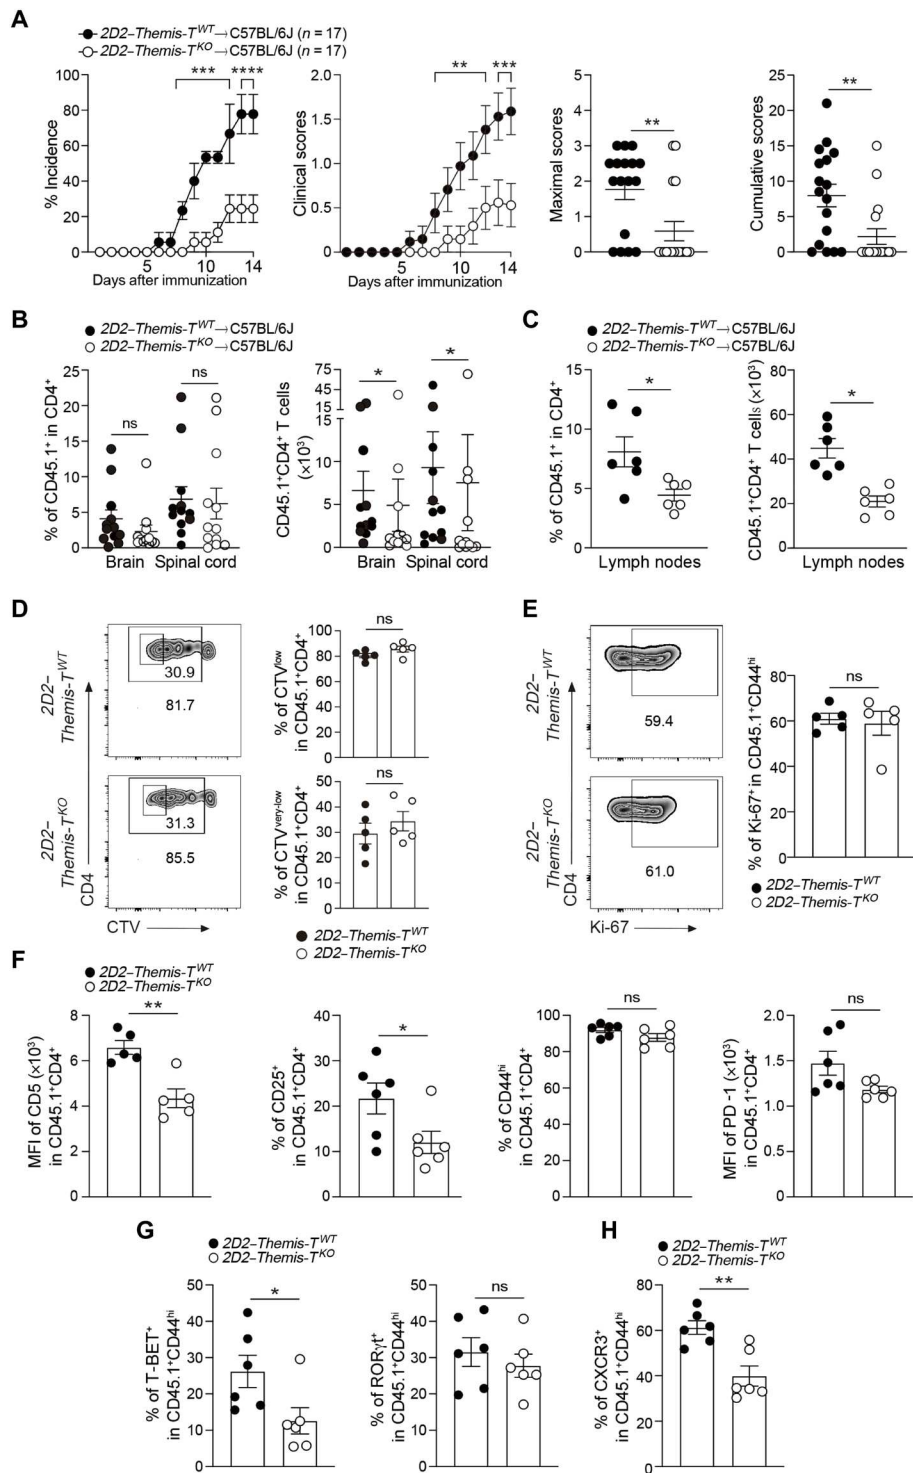 A
2D2–Themis-T^WT→C57BL/6J (n = 17)
2D2–Themis-T^KO→C57BL/6J (n = 17)
% Incidence
100
80
60
40
20
0
***
****
5
10
14
Days after immunization
Clinical scores
2.0
1.5
1.0
0.5
0
**
***
5
10
14
Days after immunization
Maximal scores
4
3
2
1
0
**
Cumulative scores
25
20
15
10
5
0
**
B
2D2–Themis-T^WT→C57BL/6J
2D2–Themis-T^KO→C57BL/6J
% of CD45.1⁺ in CD4⁺
25
20
15
10
5
0
ns
ns
Brain
Spinal cord
CD45.1⁺CD4⁺ T cells
(×10³)
75
45
15
15
10
5
0
*
*
Brain
Spinal cord
C
2D2–Themis-T^WT→C57BL/6J
2D2–Themis-T^KO→C57BL/6J
% of CD45.1⁺ in CD4⁺
15
10
5
0
*
Lymph nodes
CD45.1⁺CD4⁺ T cells (×10³)
80
60
40
20
0
*
Lymph nodes
D
2D2–
Themis-T^WT
30.9
81.7
2D2–
Themis-T^KO
31.3
85.5
CD4
CTV
% of CTV^low
in CD45.1⁺CD4⁺
100
80
60
40
20
0
ns
% of CTV^very-low
in CD45.1⁺CD4⁺
50
40
30
20
10
0
ns
2D2–Themis-T^WT
2D2–Themis-T^KO
E
2D2–
Themis-T^WT
59.4
2D2–
Themis-T^KO
61.0
CD4
Ki-67
% of Ki-67⁺ in CD45.1⁺CD44^hi
80
60
40
20
0
ns
2D2–Themis-T^WT
2D2–Themis-T^KO
F
2D2–Themis-T^WT
2D2–Themis-T^KO
MFI of CD5 (×10³)
in CD45.1⁺CD4⁺
8
6
4
2
0
**
% of CD25⁺
in CD45.1⁺CD4⁺
40
30
20
10
0
*
% of CD44^hi
in CD45.1⁺CD4⁺
100
80
60
40
20
0
ns
MFI of PD -1 (×10³)
in CD45.1⁺CD4⁺
2.0
1.5
1.0
0.5
0
ns
G
2D2–Themis-T^WT
2D2–Themis-T^KO
% of T-BET⁺
in CD45.1⁺CD44^hi
50
40
30
20
10
0
*
% of RORγt⁺
in CD45.1⁺CD44^hi
50
40
30
20
10
0
ns
H
2D2–Themis-T^WT
2D2–Themis-T^KO
% of CXCR3⁺
in CD45.1⁺CD44^hi
80
60
40
20
0
**